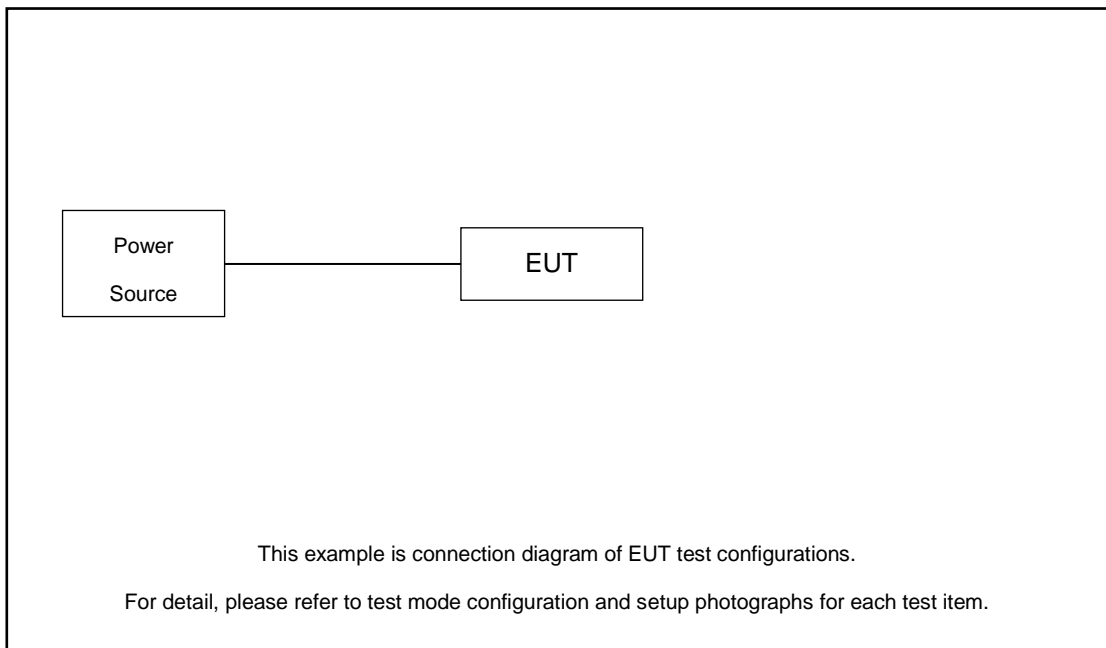 Power
Source
EUT
This example is connection diagram of EUT test configurations.
For detail, please refer to test mode configuration and setup photographs for each test item.